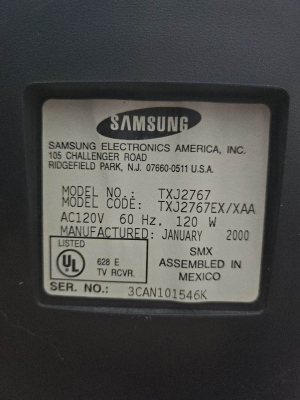 SAMSUNG
SAMSUNG ELECTRONICS AMERICA, INC.
105 CHALLENGER ROAD
RIDGEFIELD PARK, N.J. 07660-0511 U.S.A.
MODEL NO.: TXJ2767
MODEL CODE: TXJ2767EX/XAA
AC120V 60 Hz, 120 W
MANUFACTURED: JANUARY 2000
LISTED
UL
628 E
TV RCVR.
SMX
ASSEMBLED IN
MEXICO
SER. NO.: 3CAN101546K